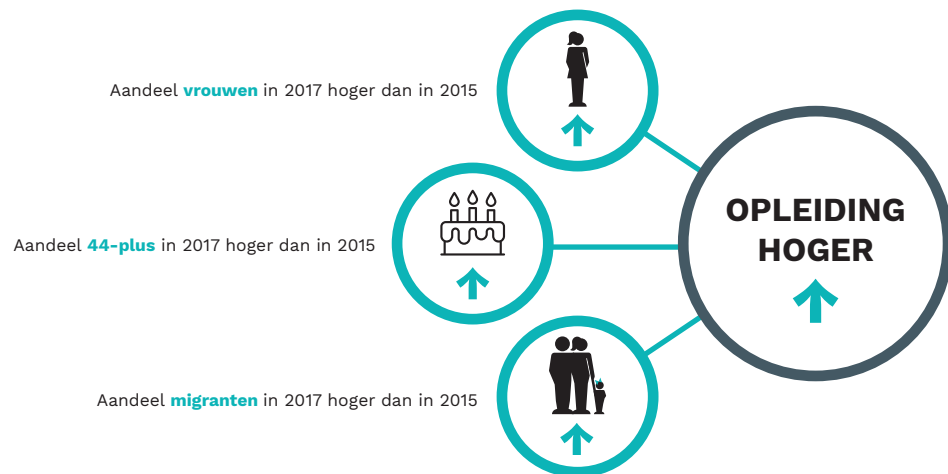 Aandeel vrouwen in 2017 hoger dan in 2015
Aandeel 44-plus in 2017 hoger dan in 2015
Aandeel migranten in 2017 hoger dan in 2015
OPLEIDING
HOGER